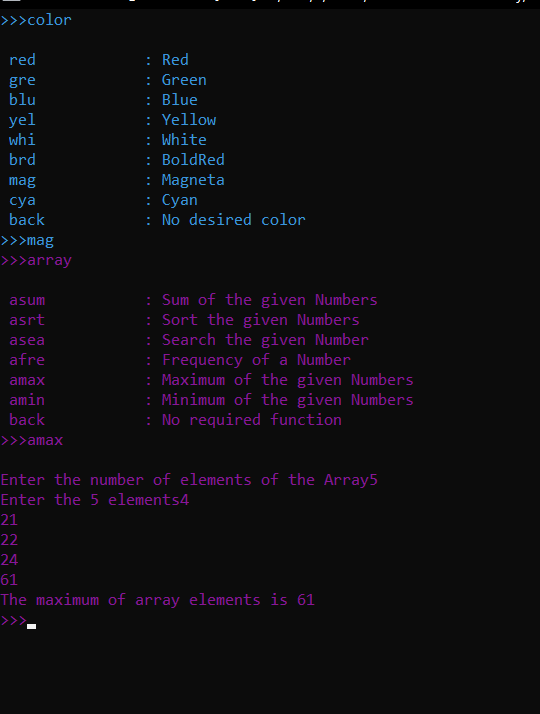 >>>color
red : Red
gre : Green
blu : Blue
yel : Yellow
whi : White
brd : BoldRed
mag : Magneta
cya : Cyan
back : No desired color
>>>mag
>>>array
asum : Sum of the given Numbers
asrt : Sort the given Numbers
asea : Search the given Number
afre : Frequency of a Number
amax : Maximum of the given Numbers
amin : Minimum of the given Numbers
back : No required function
>>>amax
Enter the number of elements of the Array5
Enter the 5 elements4
21
22
24
61
The maximum of array elements is 61
>>>